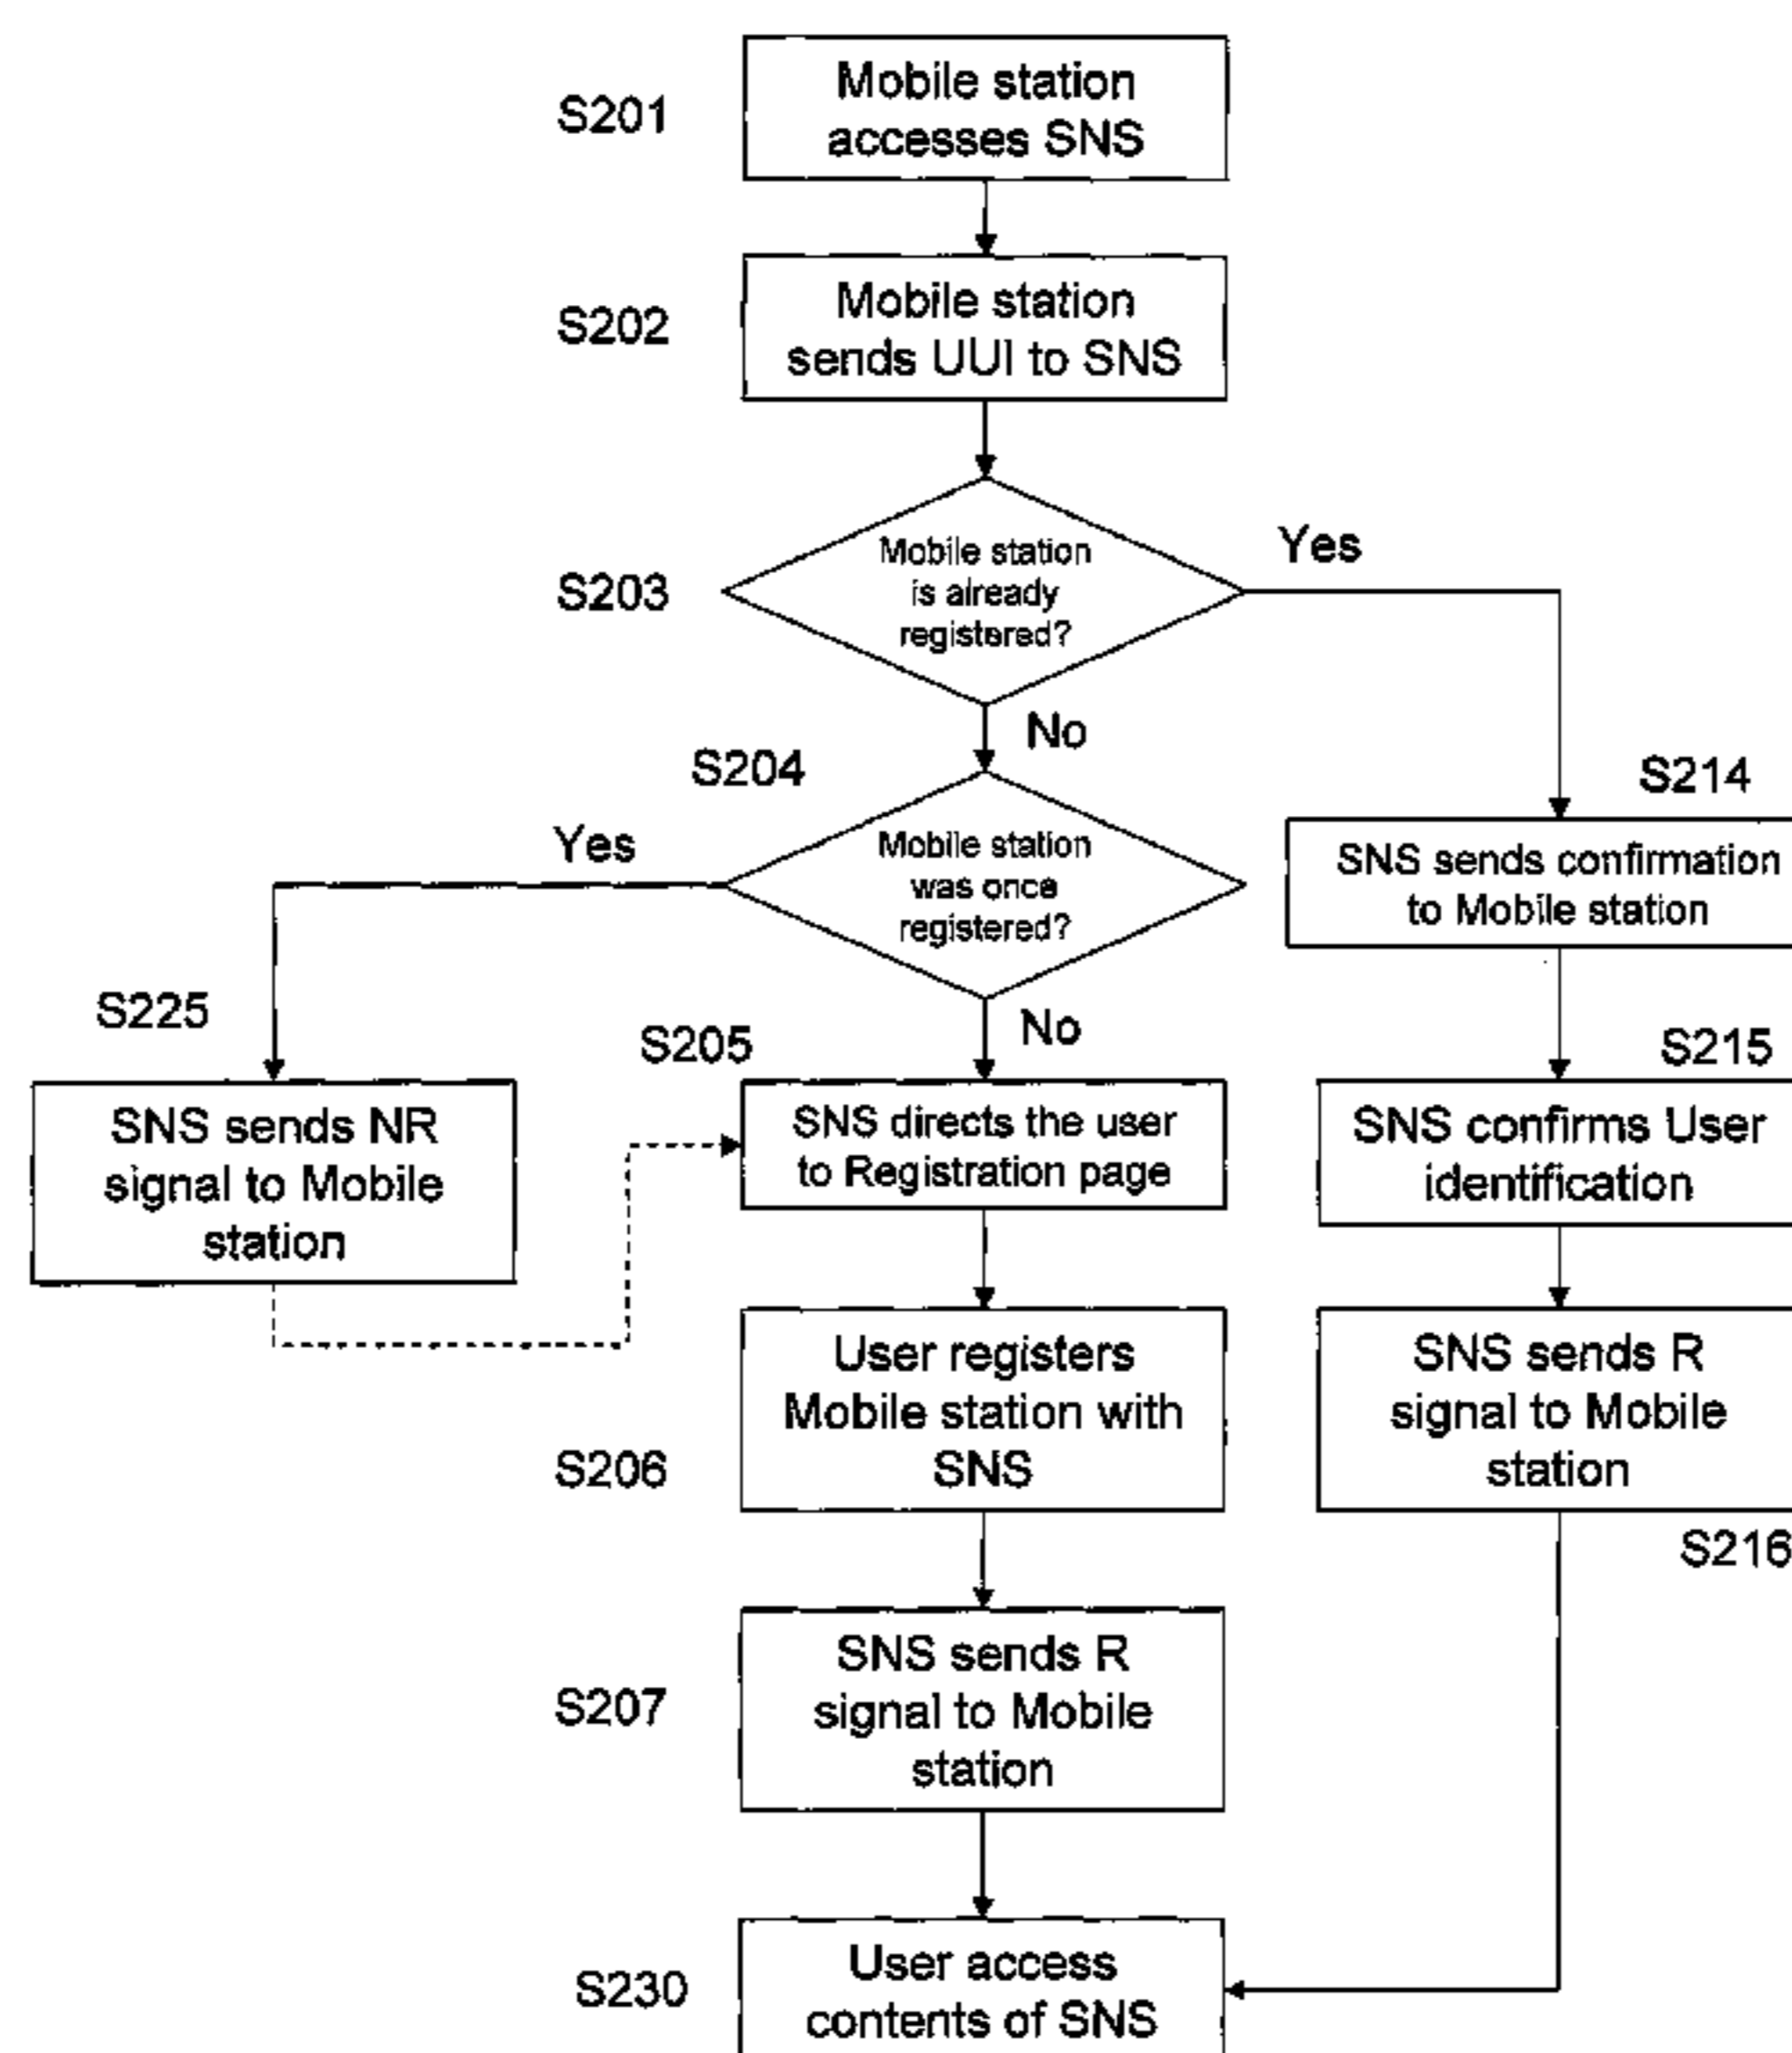 S201
Mobile station
accesses SNS
S202
Mobile station
sends UUI to SNS
S203
Mobile station
is already
registered?
Yes
No
S204
Mobile station
was once
registered?
Yes
No
S214
SNS sends confirmation
to Mobile station
S225
SNS sends NR
signal to Mobile
station
S205
SNS directs the user
to Registration page
S215
SNS confirms User
identification
S206
User registers
Mobile station with
SNS
SNS sends R
signal to Mobile
station
S216
S207
SNS sends R
signal to Mobile
station
S230
User access
contents of SNS